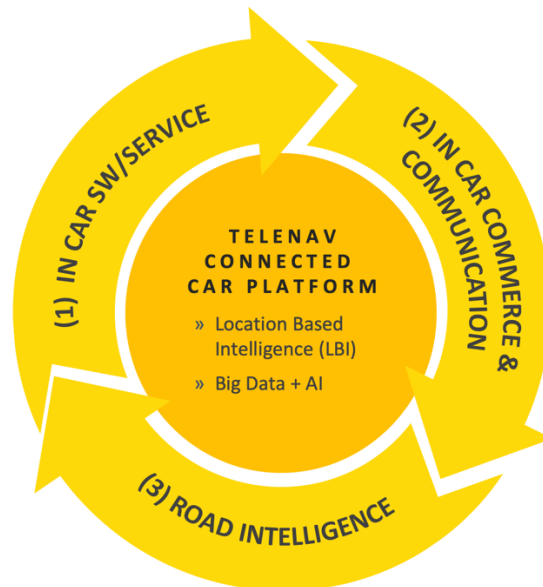 (1) IN CAR SW/SERVICE
(2) IN CAR COMMERCE &
COMMUNICATION
TELENAV
CONNECTED
CAR PLATFORM
» Location Based
Intelligence (LBI)
» Big Data + AI
(3) ROAD INTELLIGENCE